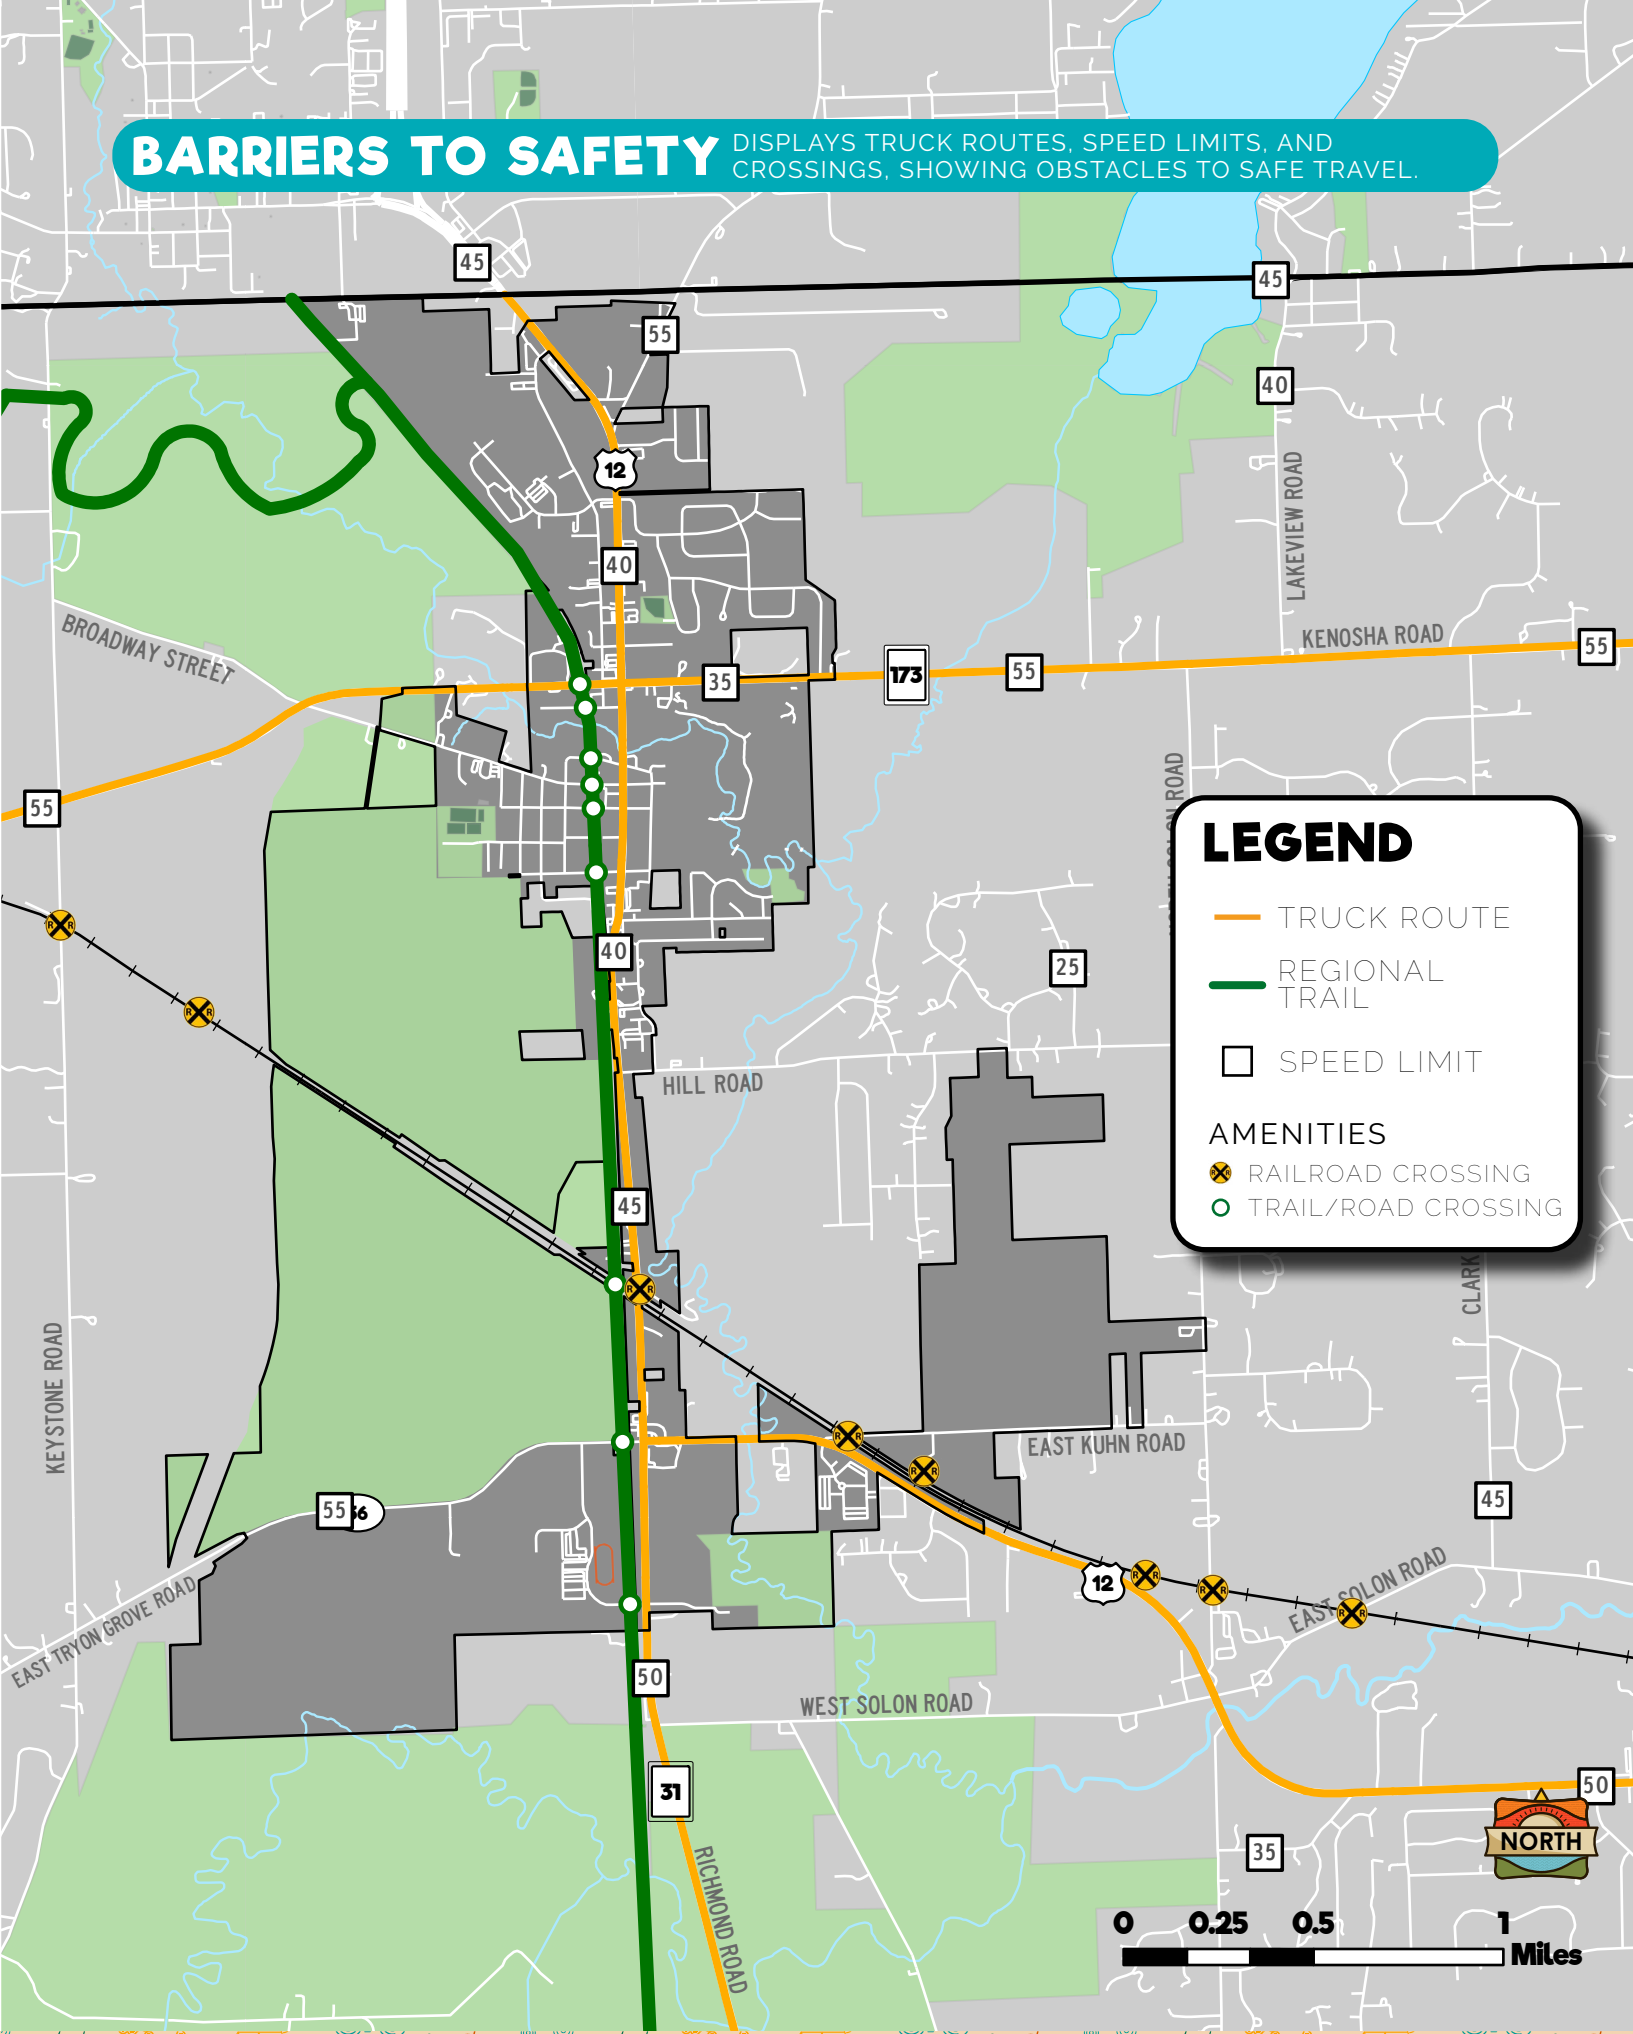 BARRIERS TO SAFETY
DISPLAYS TRUCK ROUTES, SPEED LIMITS, AND
CROSSINGS, SHOWING OBSTACLES TO SAFE TRAVEL.
45
45
55
40
12
LAKEVIEW ROAD
40
BROADWAY STREET
KENOSHA ROAD
55
35
173
55
55
ROAD
LEGEND
TRUCK ROUTE
REGIONAL
TRAIL
SPEED LIMIT
AMENITIES
RAILROAD CROSSING
R R
TRAIL/ROAD CROSSING
R R
R R
40
25
HILL ROAD
45
R R
CLARK
KEYSTONE ROAD
R R
EAST KUHN ROAD
R R
55
6
45
12
R R
R R
R R
EAST SOLON ROAD
EAST TRYON GROVE ROAD
50
WEST SOLON ROAD
31
50
NORTH
35
RICHMOND ROAD
0 0.25 0.5 1
Miles